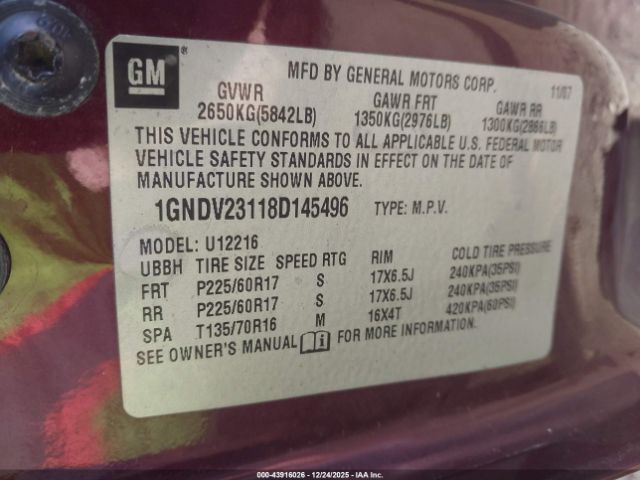 GM ®
MFD BY GENERAL MOTORS CORP. 11/07
GVWR GAWR FRT GAWR RR
2650KG(5842LB) 1350KG(2976LB) 1300KG(2866LB)
THIS VEHICLE CONFORMS TO ALL APPLICABLE U.S. FEDERAL MOTOR
VEHICLE SAFETY STANDARDS IN EFFECT ON THE DATE OF
MANUFACTURE SHOWN ABOVE.
1GNDV23118D145496 TYPE: M.P.V.
MODEL: U12216
UBBH TIRE SIZE SPEED RTG RIM COLD TIRE PRESSURE
FRT P225/60R17 S 17X6.5J 240KPA(35PSI)
RR P225/60R17 S 17X6.5J 240KPA(35PSI)
SPA T135/70R16 M 16X4T 420KPA(60PSI)
SEE OWNER'S MANUAL i FOR MORE INFORMATION.
000-43916026 - 12/24/2025 - IAA Inc.